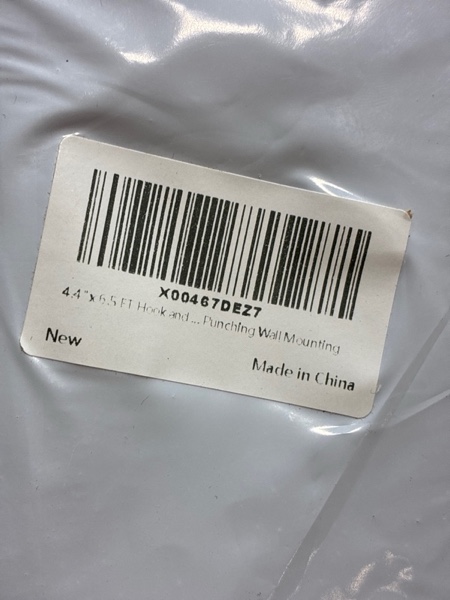 X00467DEZ7
4.4" x 6.5 FT Hook and ... Punching Wall Mounting
New
Made in China